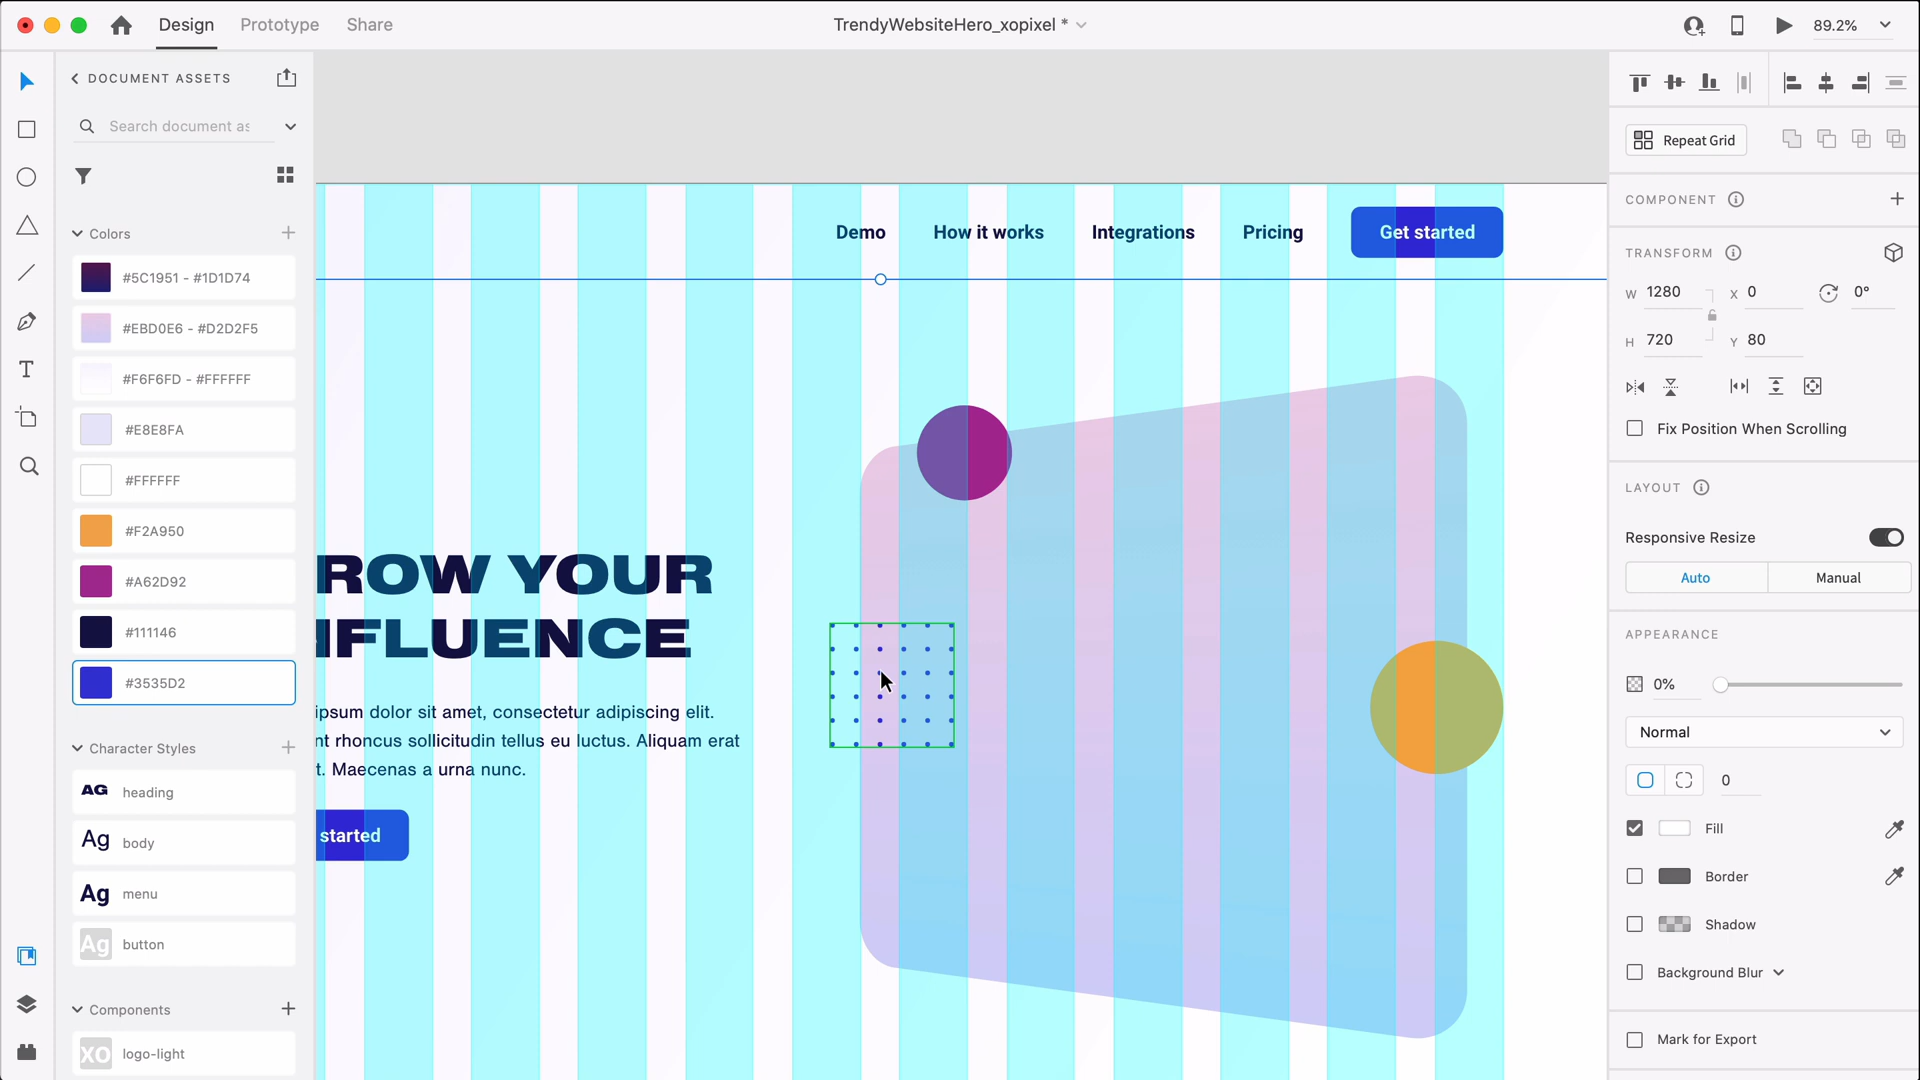 Design
Prototype
Share
TrendyWebsiteHero_xopixel *
89.2%
DOCUMENT ASSETS
Search document as
Colors
#5C1951 - #1D1D74
#EBD0E6 - #D2D2F5
#F6F6FD - #FFFFFF
#E8E8FA
#FFFFFF
#F2A950
#A62D92
#111146
#3535D2
Character Styles
AG heading
Ag body
Ag menu
Ag button
Components
XO logo-light
Demo
How it works
Integrations
Pricing
Get started
ROW YOUR
NFLUENCE
ipsum dolor sit amet, consectetur adipiscing elit.
nt rhoncus sollicitudin tellus eu luctus. Aliquam erat
t. Maecenas a urna nunc.
started
Repeat Grid
COMPONENT
TRANSFORM
W 1280
X 0
0°
H 720
Y 80
Fix Position When Scrolling
LAYOUT
Responsive Resize
Auto
Manual
APPEARANCE
0%
Normal
0
Fill
Border
Shadow
Background Blur
Mark for Export